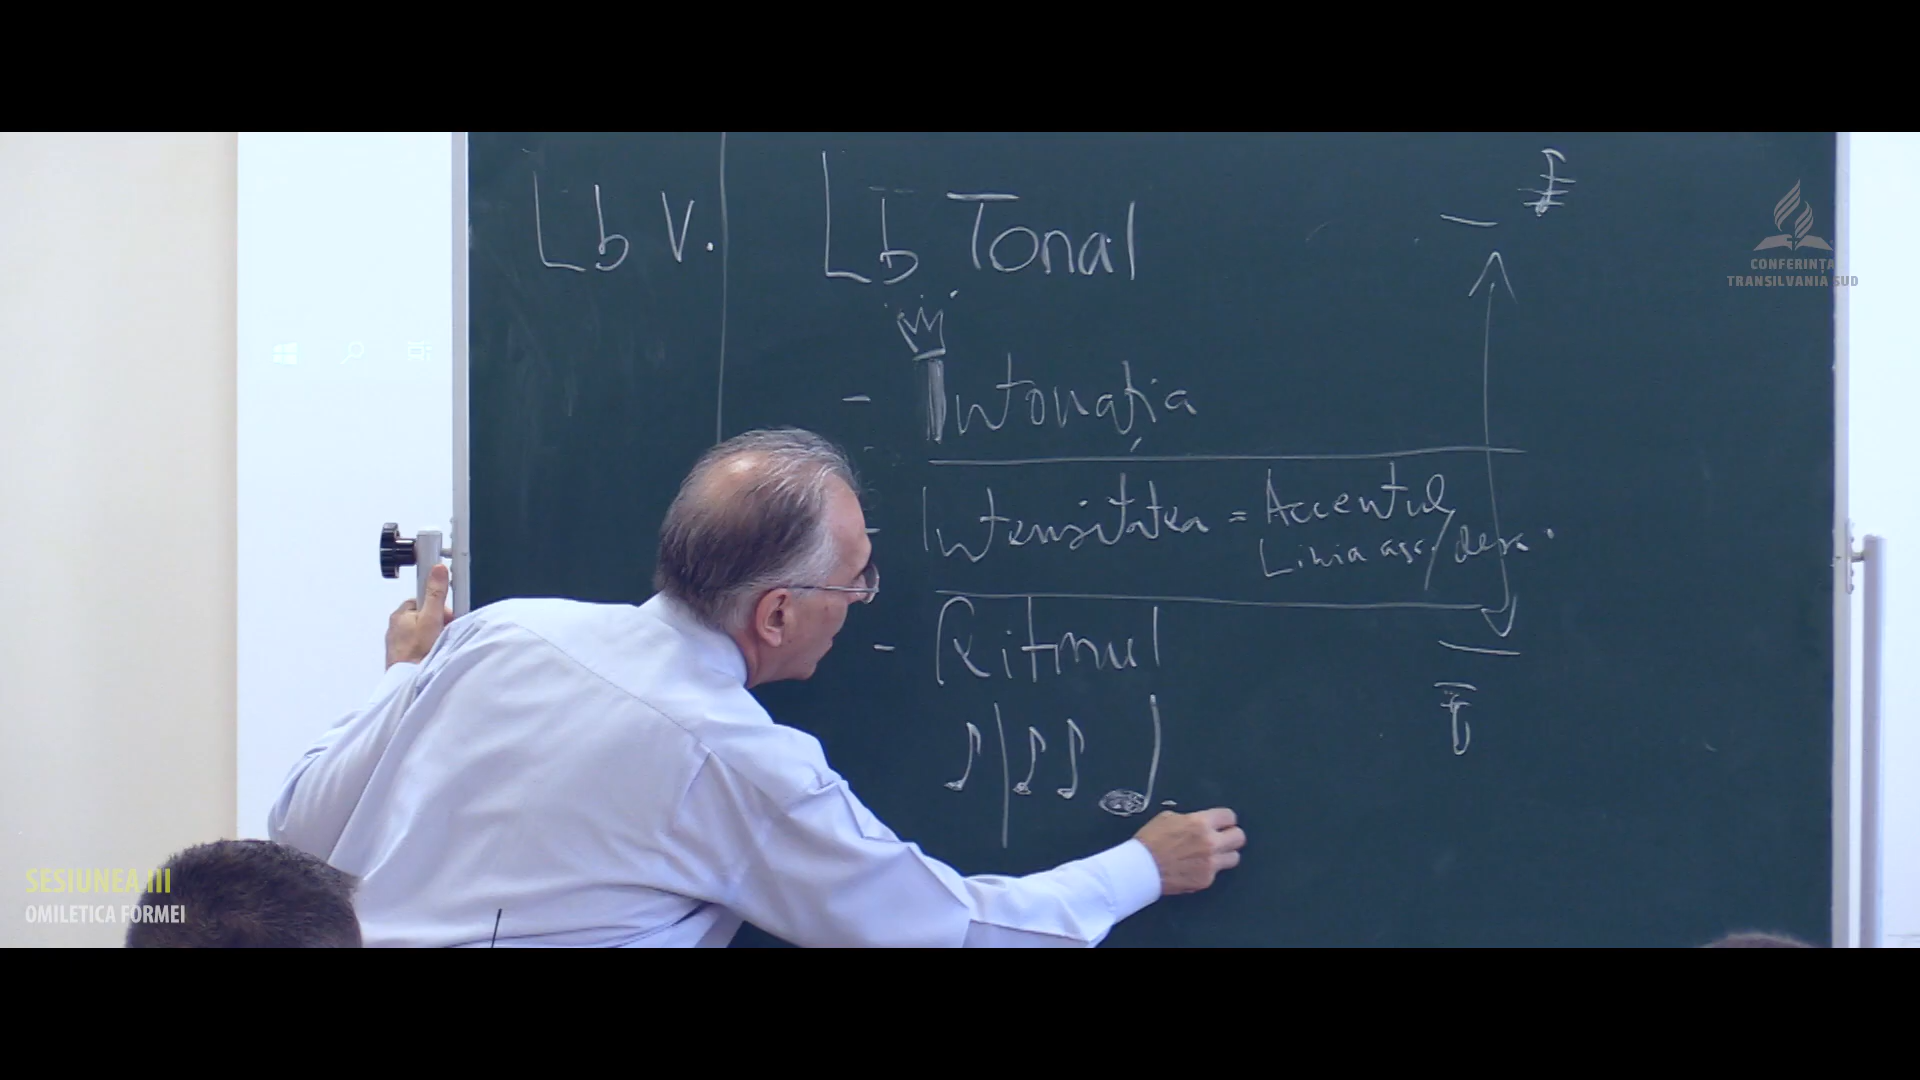 Lb V.
Lb Tonal
- Intonația
- Intensitatea = Accentul
Linia asc./desc.
- Ritmul
CONFERINȚA
TRANSILVANIA SUD
SESIUNEA III
OMILETICA FORMEI